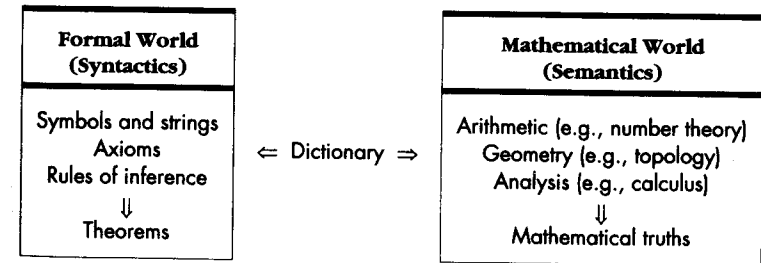 Formal World
(Syntactics)
Symbols and strings
Axioms
Rules of inference
⇓
Theorems
⇐ Dictionary ⇒
Mathematical World
(Semantics)
Arithmetic (e.g., number theory)
Geometry (e.g., topology)
Analysis (e.g., calculus)
⇓
Mathematical truths